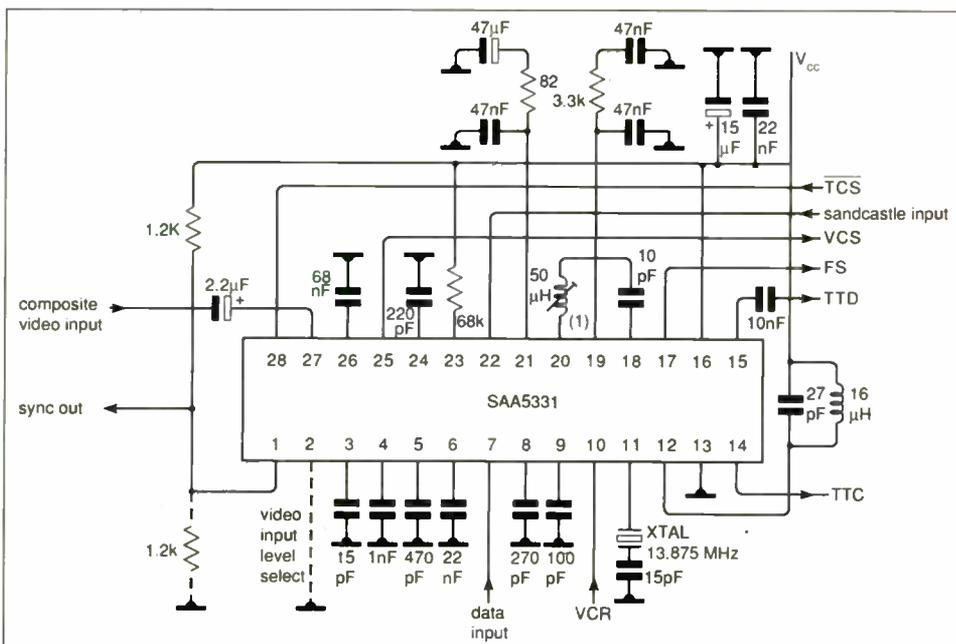 47µF
47nF
Vcc
82
3.3k
47nF
47nF
+ 15 µF
22 nF
TCS
1.2K
sandcastle input
VCS
68 nF
10 pF
FS
2.2µF
+
50 µH
composite video input
220 pF
68k
(1)
TTD
10nF
28 27 26 25 24 23 22 21 20 19 18 17 16 15
SAA5331
27 pF
16 µH
sync out
1 2 3 4 5 6 7 8 9 10 11 12 13 14
TTC
1.2k
video input level select
15 pF
1nF
470 pF
22 nF
270 pF
100 pF
XTAL
13.875 MHz
15pF
data input
VCR